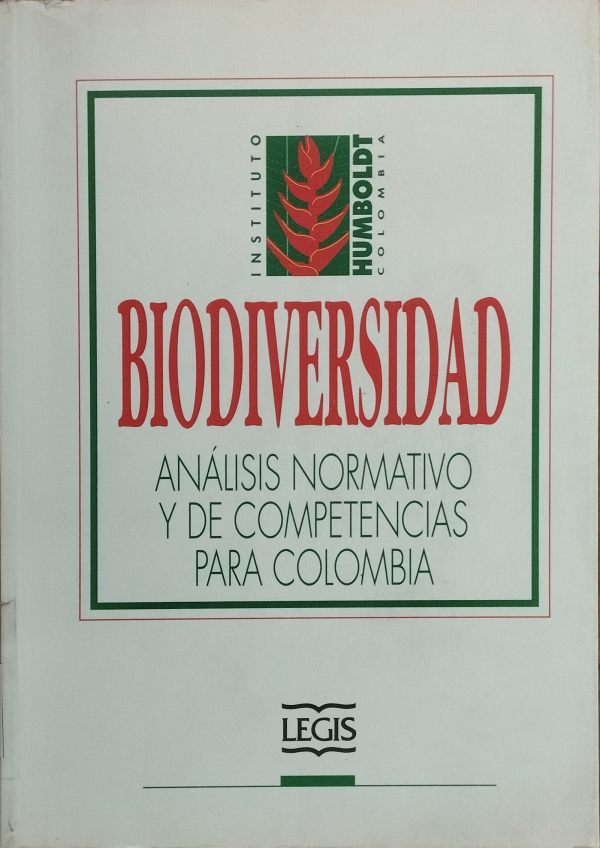 INSTITUTO
HUMBOLDT
COLOMBIA
BIODIVERSIDAD
ANÁLISIS NORMATIVO
Y DE COMPETENCIAS
PARA COLOMBIA
LEGIS